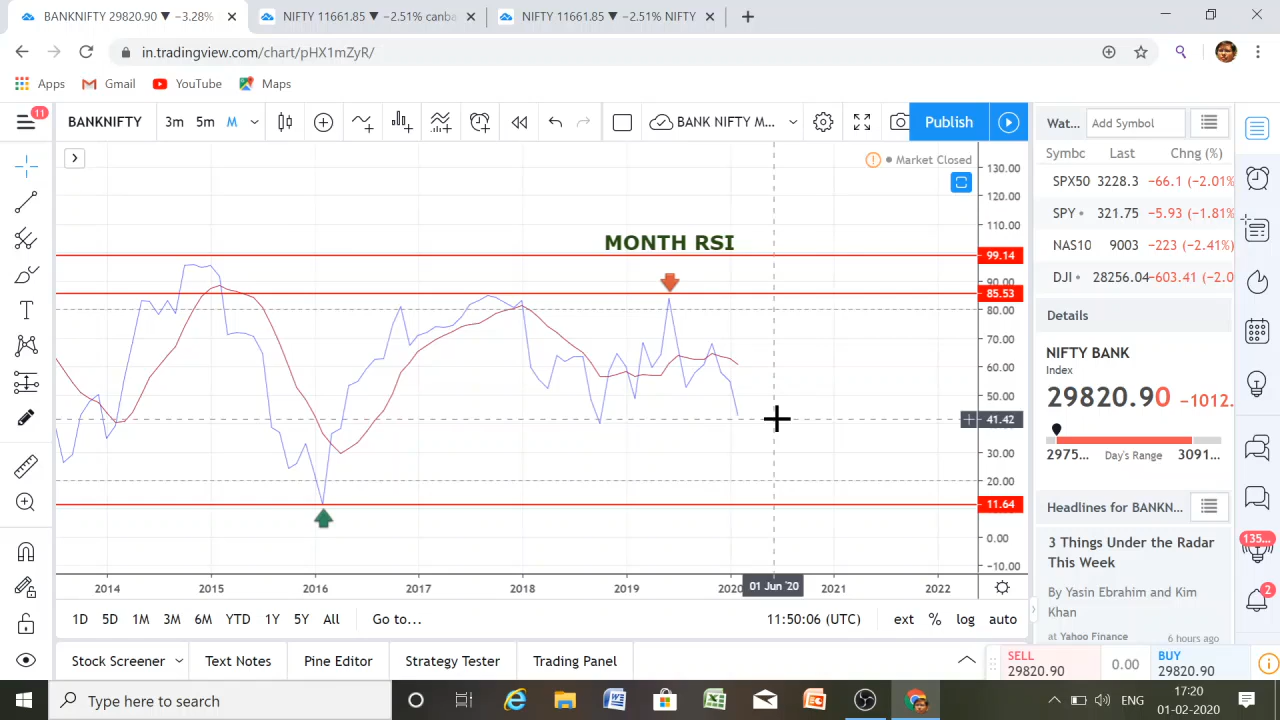 BANKNIFTY 29820.90 ▼ −3.28%
NIFTY 11661.85 ▼ −2.51% canba
NIFTY 11661.85 ▼ −2.51% NIFTY
in.tradingview.com/chart/pHX1mZyR/
Apps Gmail YouTube Maps
11
BANKNIFTY 3m 5m M BANK NIFTY M... Publish
Wat... Add Symbol
Market Closed
Symbc Last Chng (%)
SPX50 3228.3 −66.1 (−2.01%
SPY 321.75 −5.93 (−1.81%
NAS10 9003 −223 (−2.41%)
DJI 28256.04 −603.41 (−2.0
Details
NIFTY BANK
Index
29820.90 −1012.
2975... Day's Range 3091...
Headlines for BANKN...
3 Things Under the Radar
This Week
By Yasin Ebrahim and Kim
Khan
at Yahoo Finance 6 hours ago
135...
2
MONTH RSI
130.00
120.00
110.00
99.14
90.00
85.53
80.00
70.00
60.00
50.00
41.42
30.00
20.00
11.64
0.00
−10.00
2014 2015 2016 2017 2018 2019 2020 01 Jun '20 2021 2022
1D 5D 1M 3M 6M YTD 1Y 5Y All Go to... 11:50:06 (UTC) ext % log auto
Stock Screener Text Notes Pine Editor Strategy Tester Trading Panel
SELL
29820.90
0.00
BUY
29820.90
Type here to search
ENG
17:20
01-02-2020